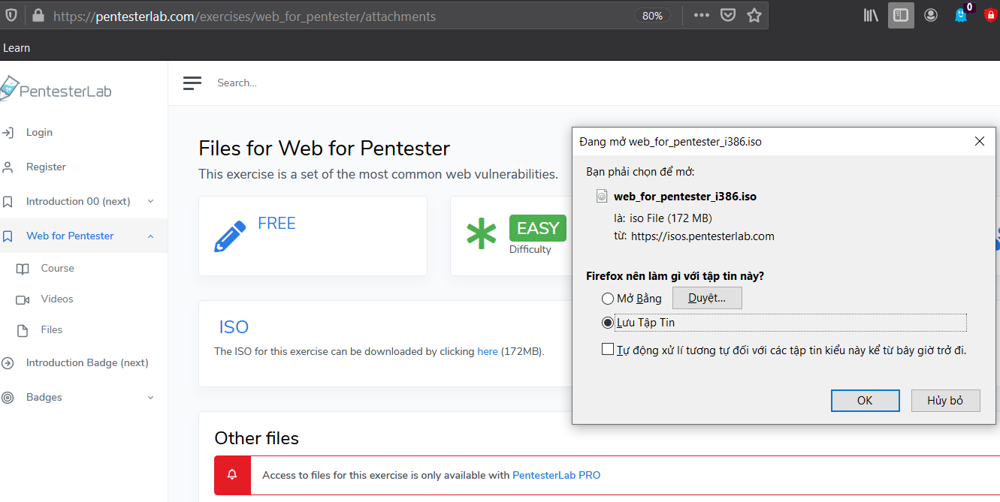 https://pentesterlab.com/exercises/web_for_pentester/attachments
80%
0
Learn
PentesterLab
Search...
Login
Register
Introduction 00 (next)
Web for Pentester
Course
Videos
Files
Introduction Badge (next)
Badges
Files for Web for Pentester
This exercise is a set of the most common web vulnerabilities.
FREE
EASY
Difficulty
ISO
The ISO for this exercise can be downloaded by clicking here (172MB).
Other files
Access to files for this exercise is only available with PentesterLab PRO
Đang mở web_for_pentester_i386.iso
Bạn phải chọn để mở:
web_for_pentester_i386.iso
là: iso File (172 MB)
từ: https://isos.pentesterlab.com
Firefox nên làm gì với tập tin này?
Mở Bằng
Duyệt...
Lưu Tập Tin
Tự động xử lí tương tự đối với các tập tin kiểu này kể từ bây giờ trở đi.
OK
Hủy bỏ